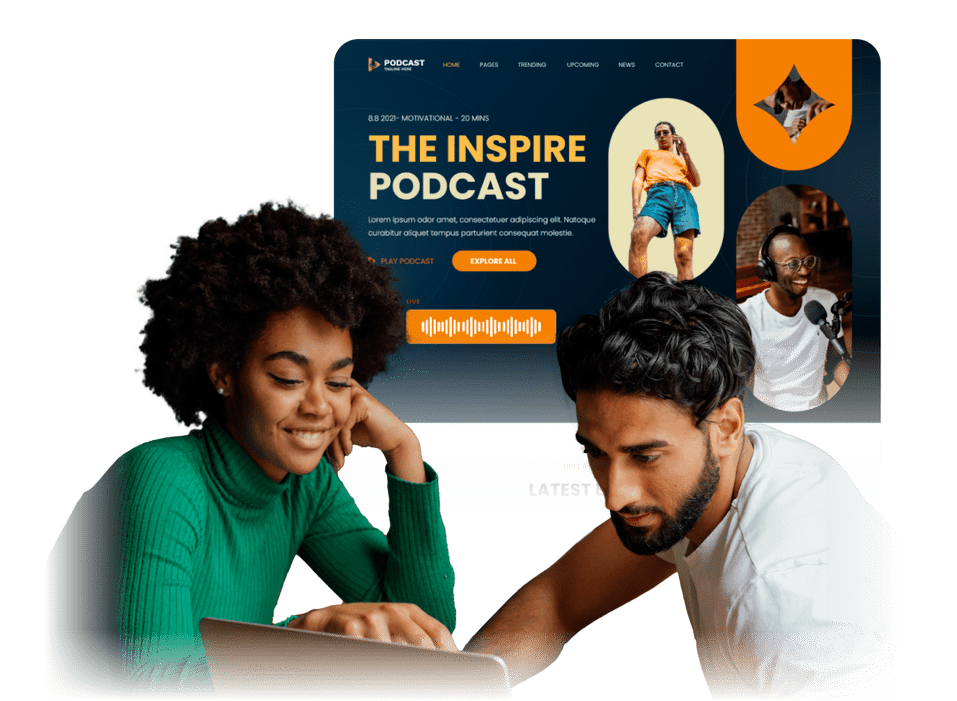 PODCAST
TAGLINE HERE
HOME
PAGES
TRENDING
UPCOMING
NEWS
CONTACT
8.8 2021- MOTIVATIONAL - 20 MINS
THE INSPIRE
PODCAST
Lorem ipsum odor amet, consectetuer adipiscing elit. Natoque
curabitur aliquet tempus parturient consequat molestie.
PLAY PODCAST
EXPLORE ALL
LIVE
LATEST